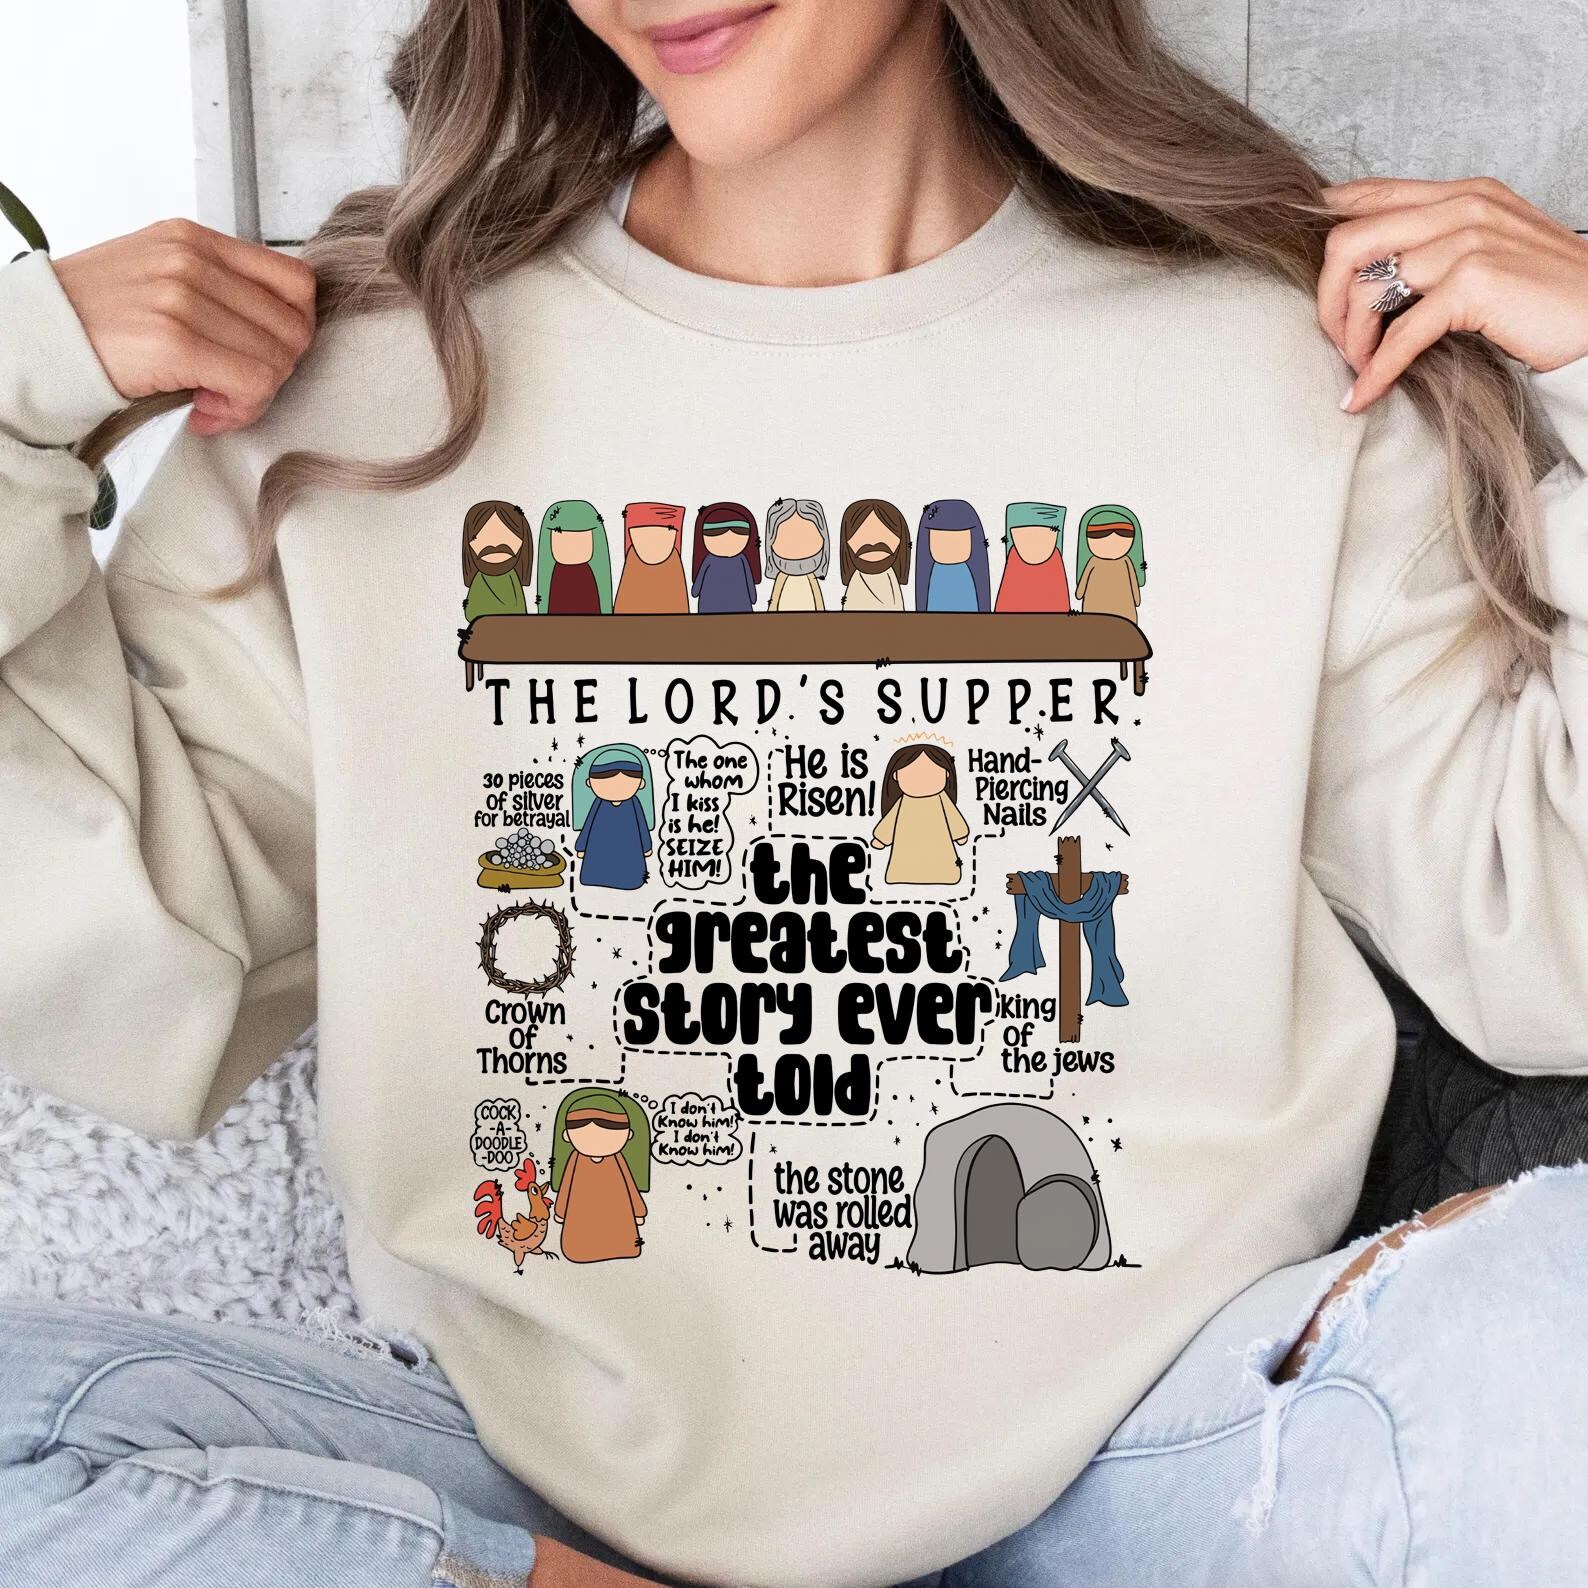 THE LORD'S SUPPER
30 pieces
of silver
for betrayal
The one
whom
I kiss
is he!
SEIZE
HIM!
He is
Risen!
Hand-
Piercing
Nails
the
greatest
story ever
told
Crown
of
Thorns
king
of
the jews
COCK
-A-
DOODLE
-DOO
I don't
Know him!
I don't
Know him!
the stone
was rolled
away